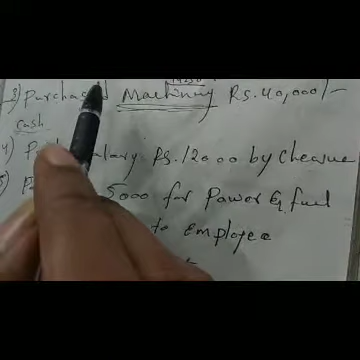 3) Purchased Machinery Rs. 40,000/-
cash
4) salary Rs. 12000 by cheque
5) 5000 for Power & fuel
to employee